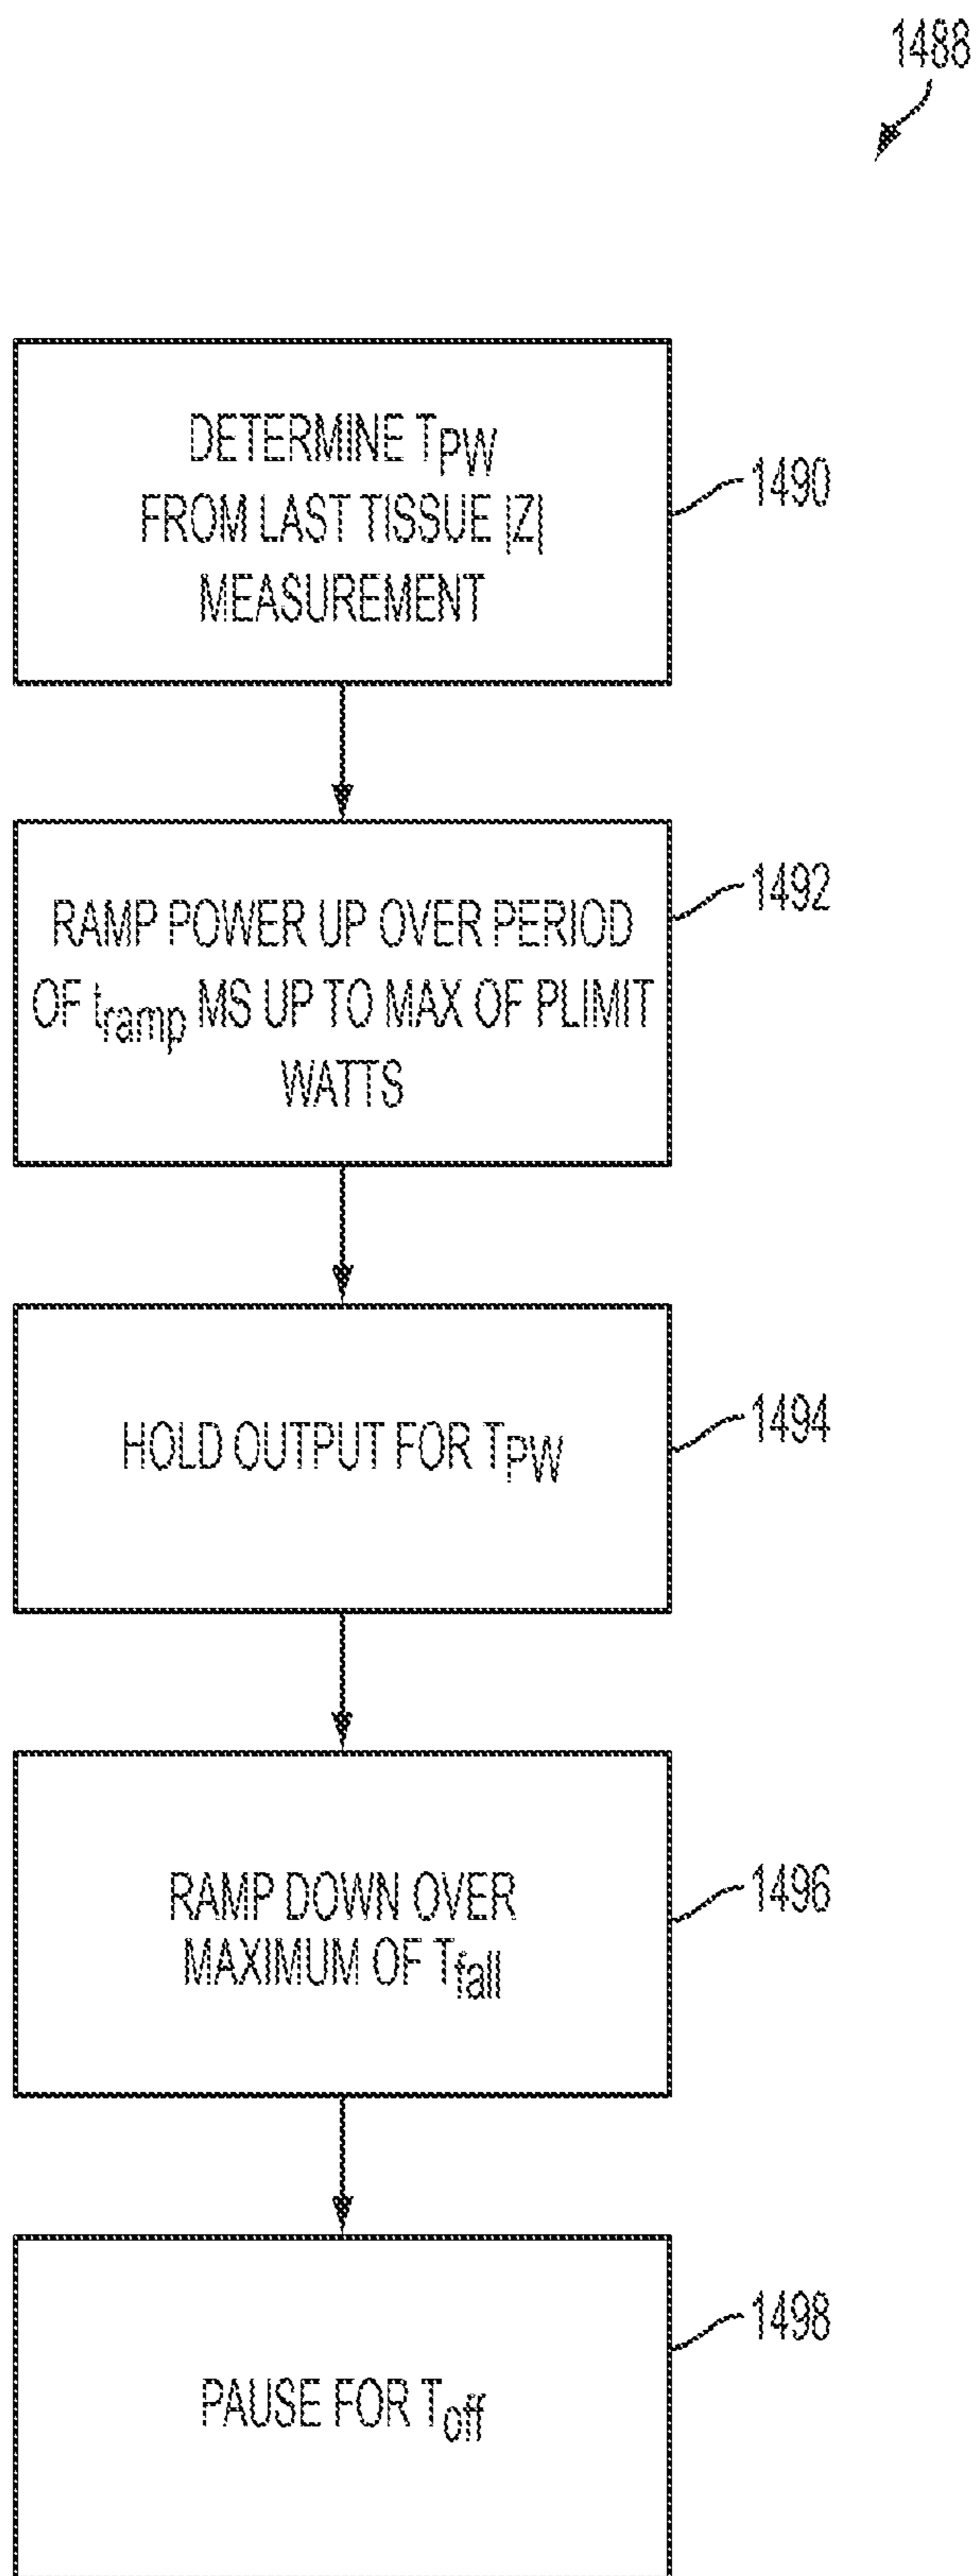 1488
DETERMINE TPW
FROM LAST TISSUE |Z|
MEASUREMENT
1490
RAMP POWER UP OVER PERIOD
OF tramp MS UP TO MAX OF PLIMIT
WATTS
1492
HOLD OUTPUT FOR TPW
1494
RAMP DOWN OVER
MAXIMUM OF Tfall
1496
PAUSE FOR Toff
1498